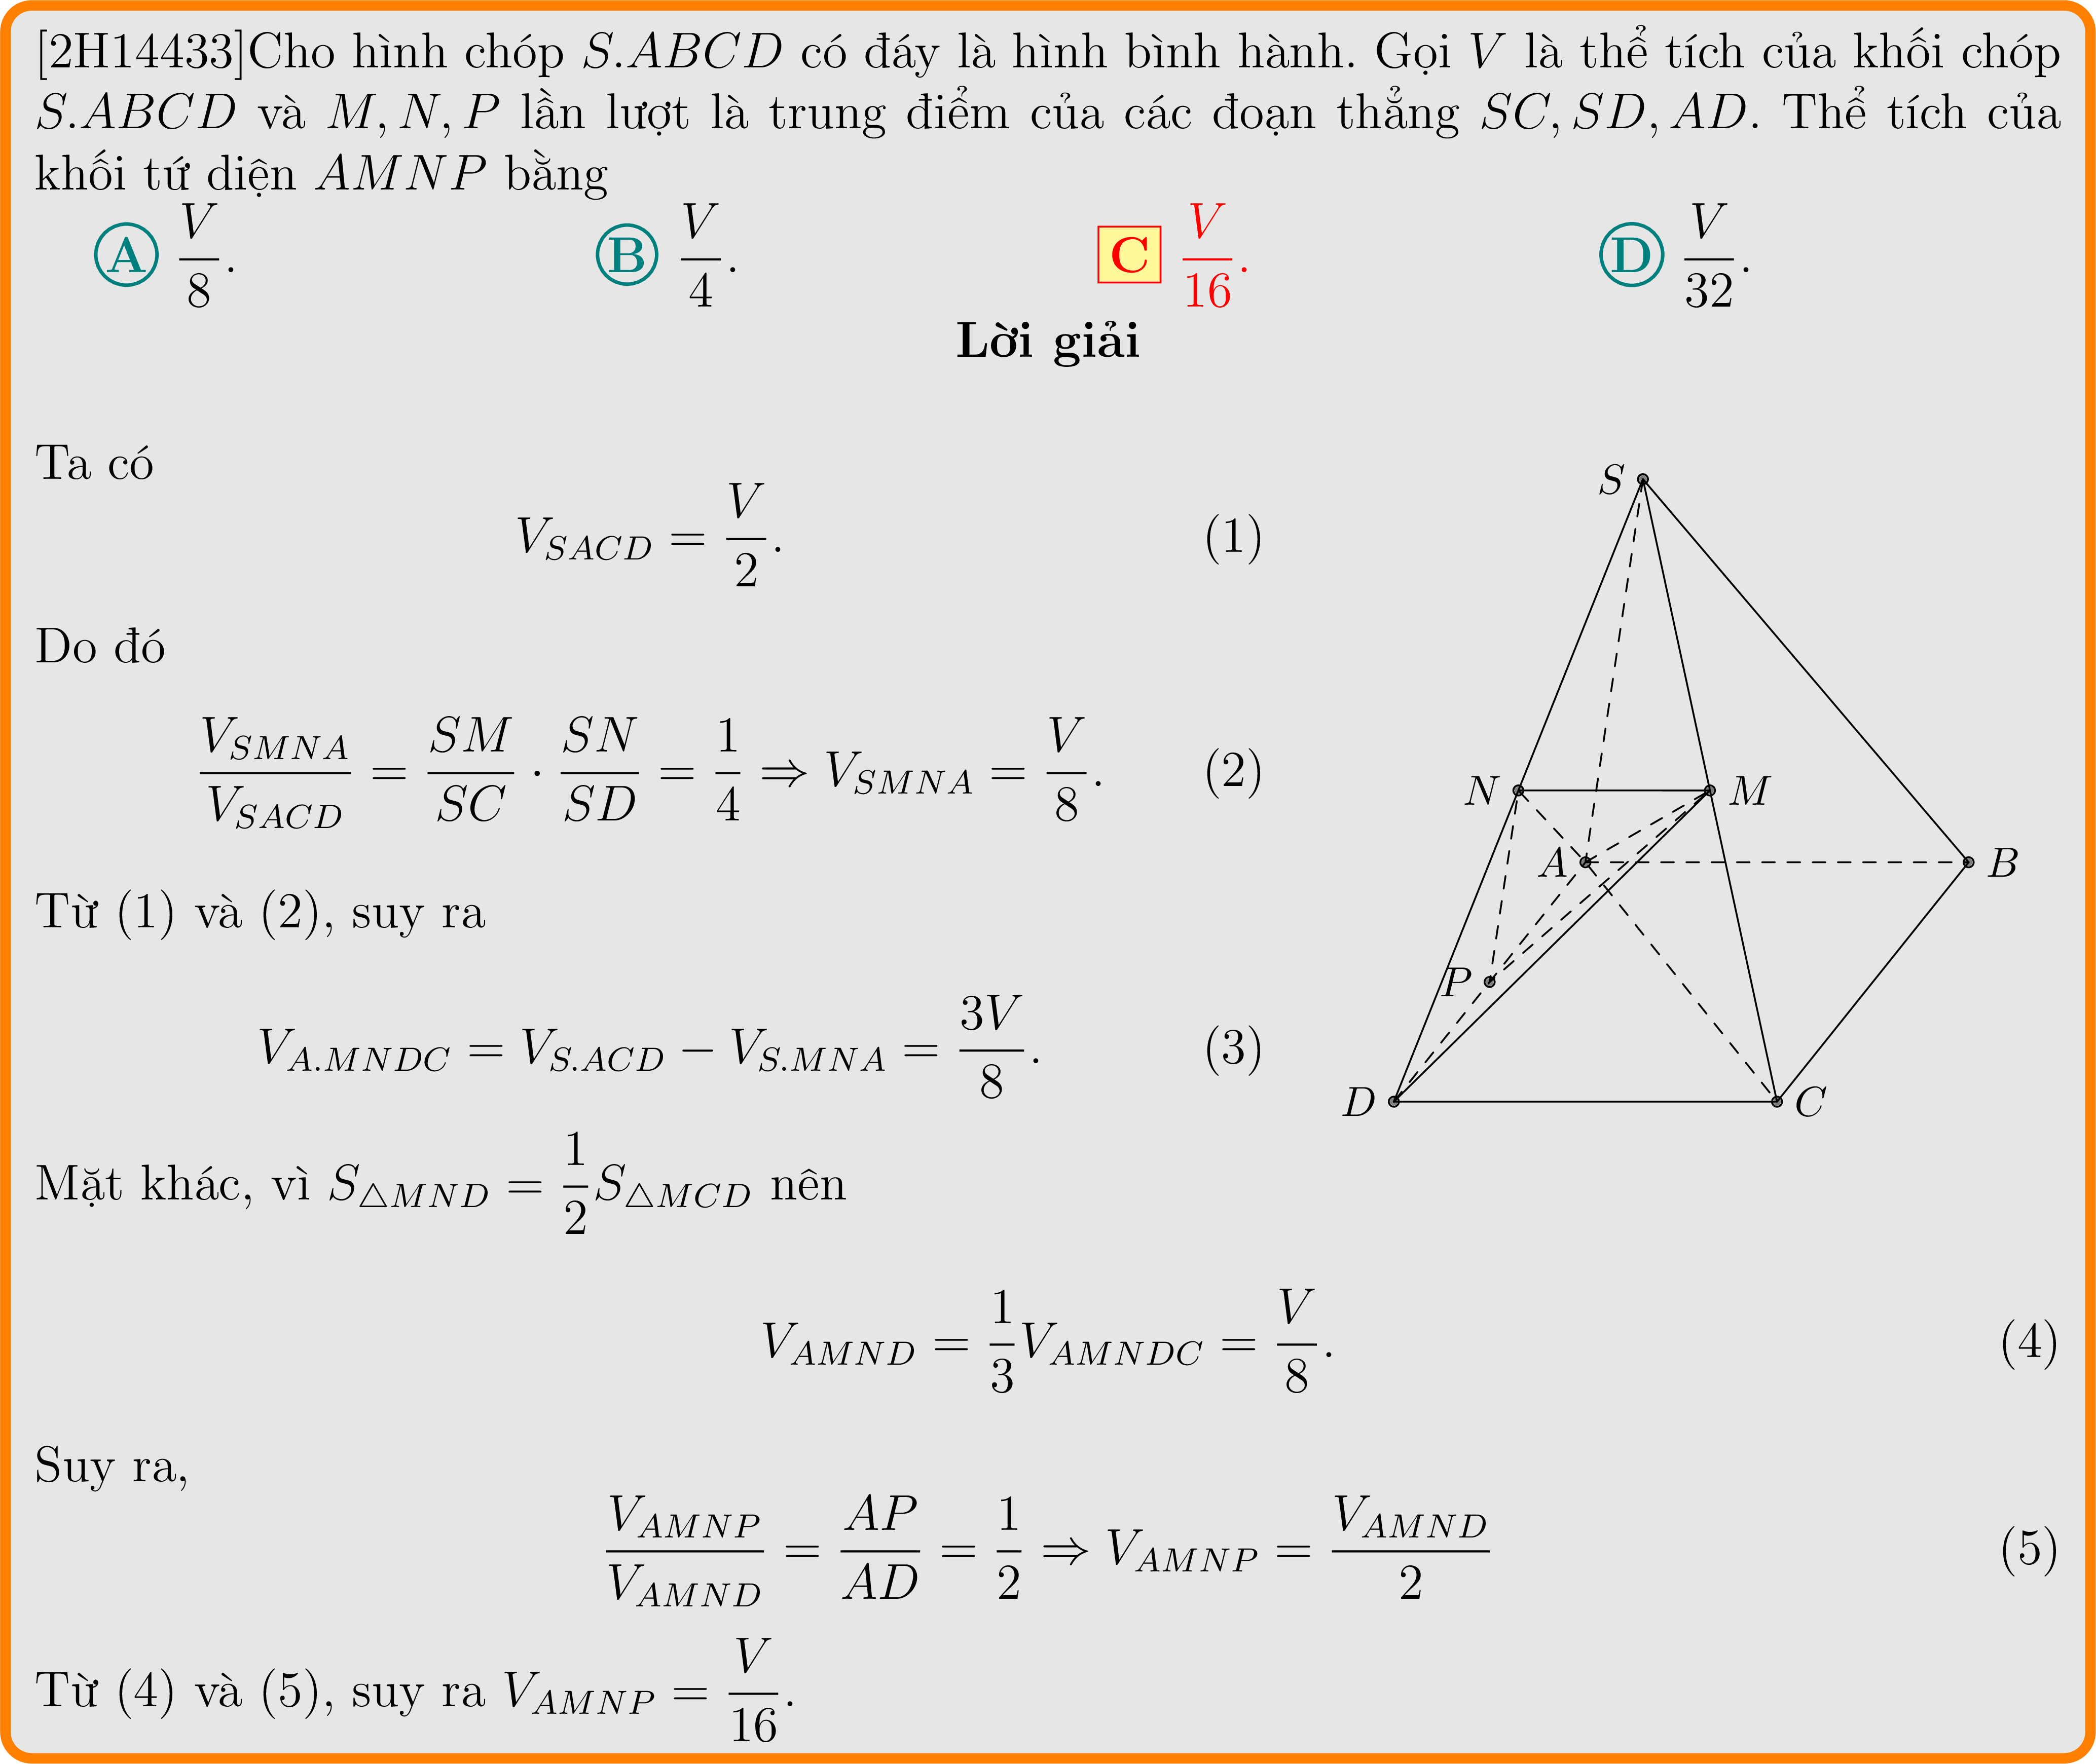 [2H14433]Cho hình chóp S.ABCD có đáy là hình bình hành. Gọi V là thể tích của khối chóp
S.ABCD và M, N, P lần lượt là trung điểm của các đoạn thẳng SC, SD, AD. Thể tích của
khối tứ diện AMNP bằng
A $\frac{V}{8}$. B $\frac{V}{4}$. C $\frac{V}{16}$. D $\frac{V}{32}$.
Lời giải
Ta có
$V_{SACD} = \frac{V}{2}.$ (1)
Do đó
$\frac{V_{SMNA}}{V_{SACD}} = \frac{SM}{SC} \cdot \frac{SN}{SD} = \frac{1}{4} \Rightarrow V_{SMNA} = \frac{V}{8}.$ (2)
Từ (1) và (2), suy ra
$V_{A.MNDC} = V_{S.ACD} - V_{S.MNA} = \frac{3V}{8}.$ (3)
S
N
M
A
B
P
D
C
Mặt khác, vì $S_{\triangle MND} = \frac{1}{2} S_{\triangle MCD}$ nên
$V_{AMND} = \frac{1}{3} V_{AMNDC} = \frac{V}{8}.$ (4)
Suy ra,
$\frac{V_{AMNP}}{V_{AMND}} = \frac{AP}{AD} = \frac{1}{2} \Rightarrow V_{AMNP} = \frac{V_{AMND}}{2}$ (5)
Từ (4) và (5), suy ra $V_{AMNP} = \frac{V}{16}.$